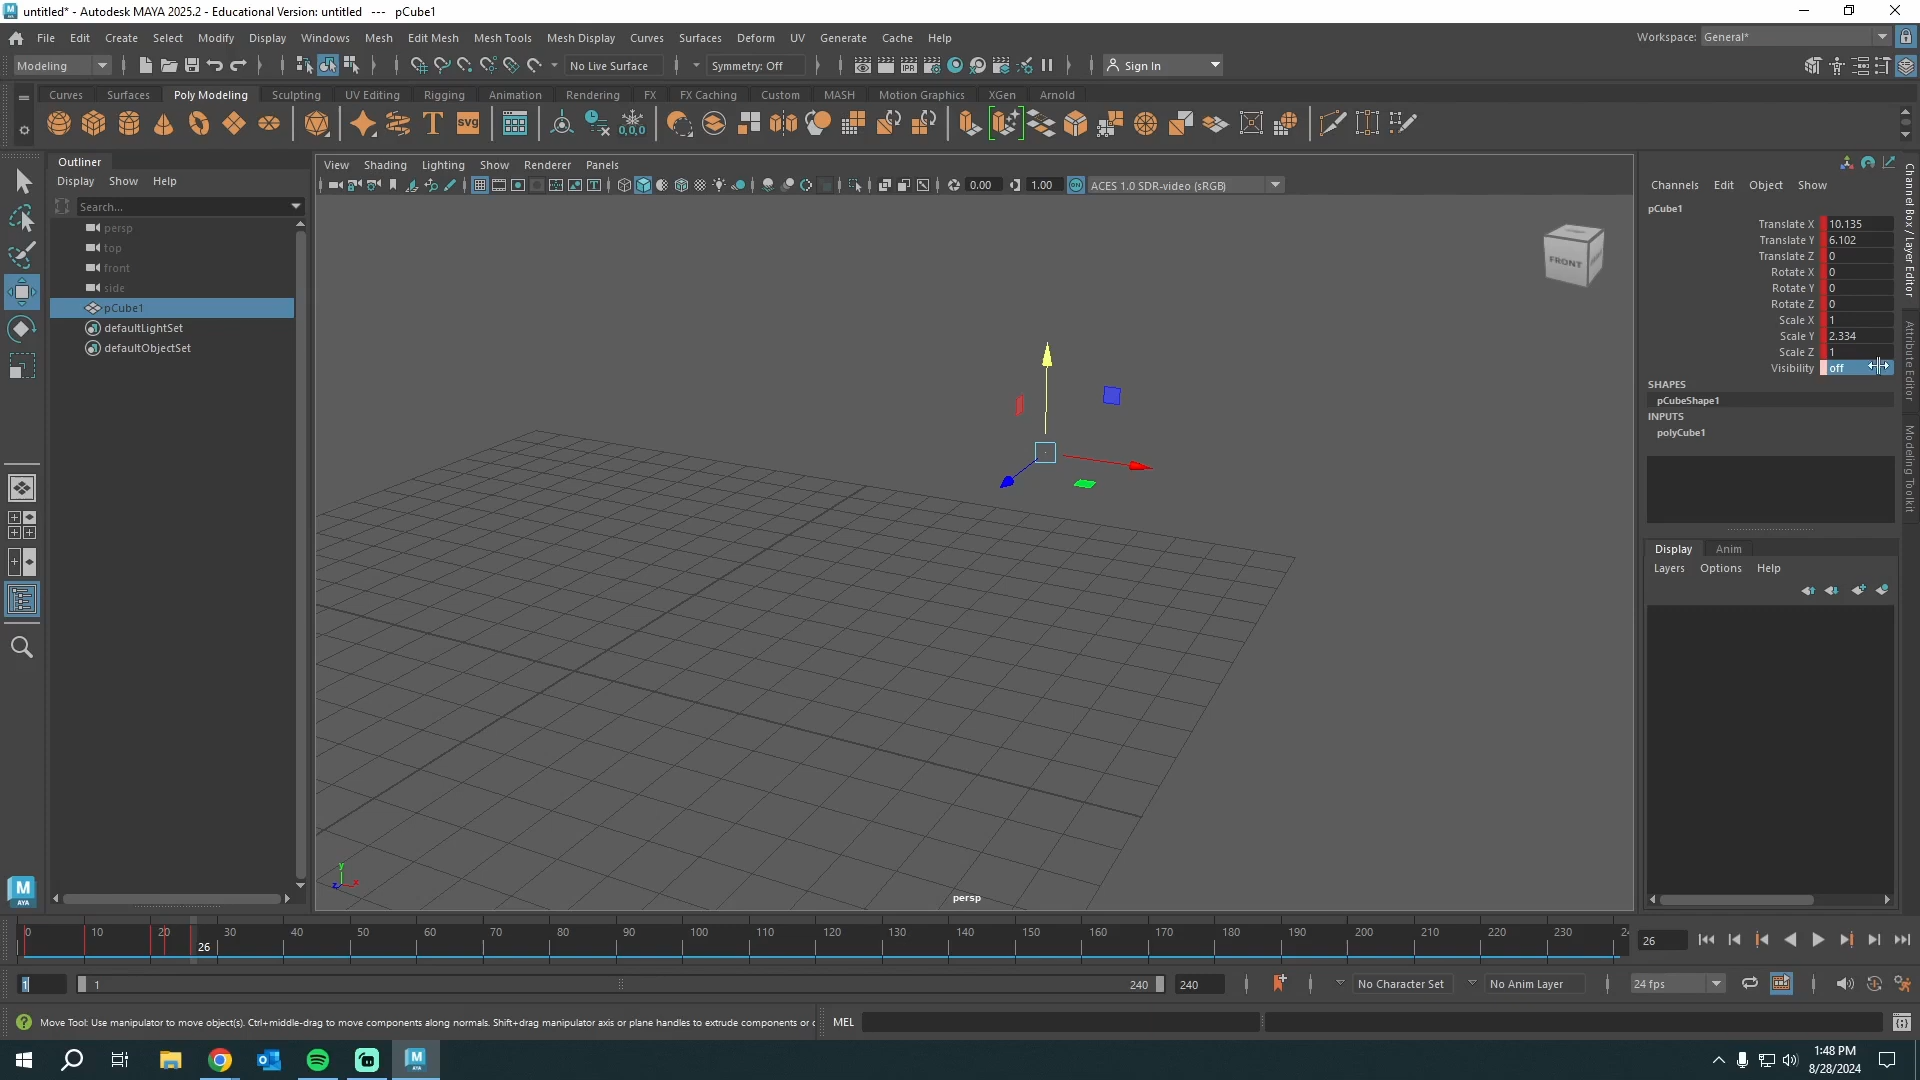 untitled* - Autodesk MAYA 2025.2 - Educational Version: untitled --- pCube1
File Edit Create Select Modify Display Windows Mesh Edit Mesh Mesh Tools Mesh Display Curves Surfaces Deform UV Generate Cache Help
Workspace: General*
Modeling No Live Surface Symmetry: Off IPR Sign In
Curves Surfaces Poly Modeling Sculpting UV Editing Rigging Animation Rendering FX FX Caching Custom MASH Motion Graphics XGen Arnold
T SVG 0,0,0
Outliner
Display Show Help
Search...
persp
top
front
side
pCube1
defaultLightSet
defaultObjectSet
View Shading Lighting Show Renderer Panels
0.00 1.00 ON ACES 1.0 SDR-video (sRGB)
FRONT
y
z x
persp
Channels Edit Object Show
pCube1
Translate X 10.135
Translate Y 6.102
Translate Z 0
Rotate X 0
Rotate Y 0
Rotate Z 0
Scale X 1
Scale Y 2.334
Scale Z 1
Visibility off
SHAPES
pCubeShape1
INPUTS
polyCube1
Channel Box / Layer Editor
Attribute Editor
Modeling Toolkit
Display Anim
Layers Options Help
M
AYA
0 10 20 30 40 50 60 70 80 90 100 110 120 130 140 150 160 170 180 190 200 210 220 230 24
26
26
1 1 240 240 No Character Set No Anim Layer 24 fps
Move Tool: Use manipulator to move object(s). Ctrl+middle-drag to move components along normals. Shift+drag manipulator axis or plane handles to extrude components or c
MEL
1:48 PM
8/28/2024